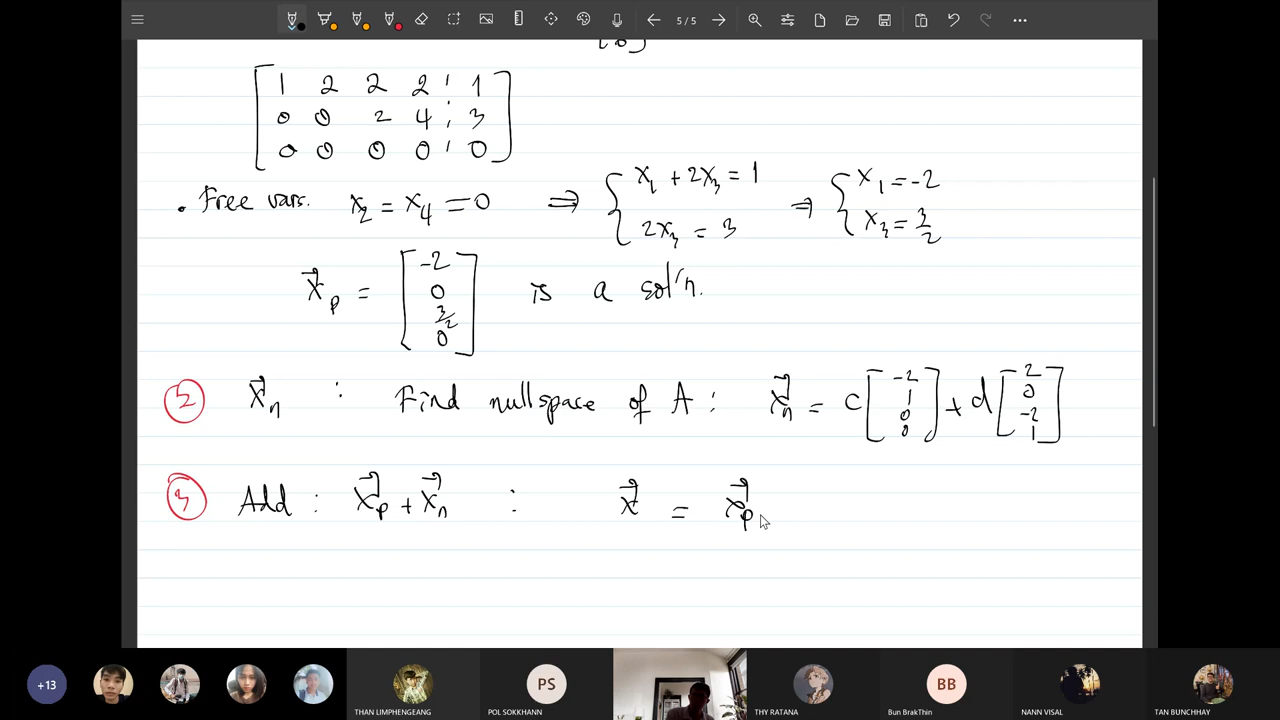 5/5
[ 1 2 2 2 ¦ 1 ]
[ 0 0 2 4 ¦ 3 ]
[ 0 0 0 0 ¦ 0 ]
. Free vars. x₂ = x₄ = 0 ⟹ { x₁ + 2x₃ = 1
2x₃ = 3
⟹ { x₁ = -2
x₃ = 3/2
x⃗p = [ -2 0 3/2 0 ] is a sol'n.
② x⃗n : Find nullspace of A : x⃗n = c [ -2 1 0 0 ] + d [ 2 0 -2 1 ]
③ Add : x⃗p + x⃗n : x⃗ = x⃗p
+13
PS
BB
THAN LIMPHENGEANG
POL SOKKHANN
THY RATANA
Bun BrakThin
NANN VISAL
TAN BUNCHHAY